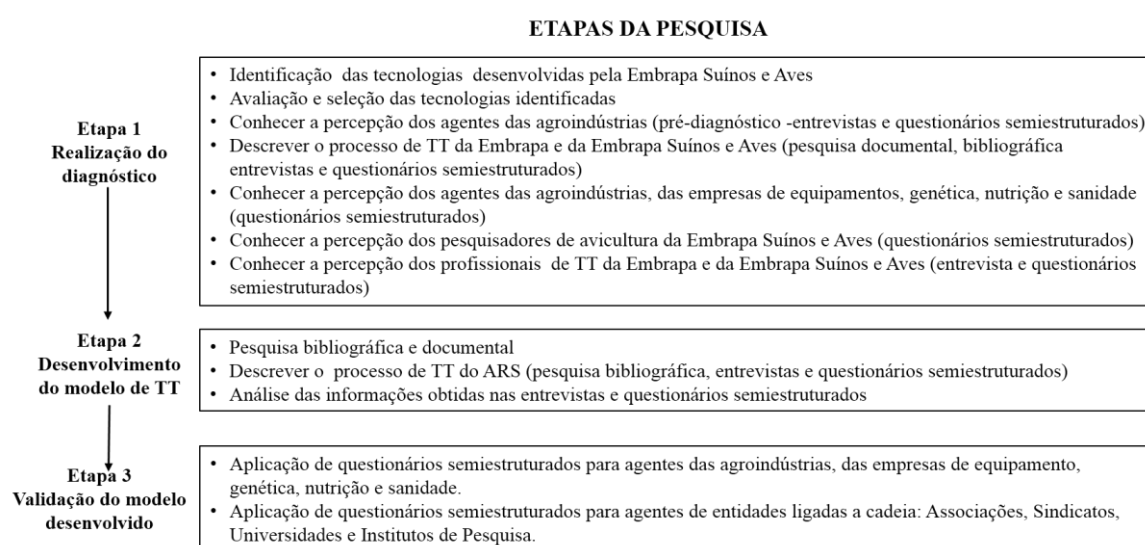 ETAPAS DA PESQUISA
Etapa 1
Realização do
diagnóstico
• Identificação das tecnologias desenvolvidas pela Embrapa Suínos e Aves
• Avaliação e seleção das tecnologias identificadas
• Conhecer a percepção dos agentes das agroindústrias (pré-diagnóstico -entrevistas e questionários semiestruturados)
• Descrever o processo de TT da Embrapa e da Embrapa Suínos e Aves (pesquisa documental, bibliográfica
entrevistas e questionários semiestruturados)
• Conhecer a percepção dos agentes das agroindústrias, das empresas de equipamentos, genética, nutrição e sanidade
(questionários semiestruturados)
• Conhecer a percepção dos pesquisadores de avicultura da Embrapa Suínos e Aves (questionários semiestruturados)
• Conhecer a percepção dos profissionais de TT da Embrapa e da Embrapa Suínos e Aves (entrevista e questionários
semiestruturados)
Etapa 2
Desenvolvimento
do modelo de TT
• Pesquisa bibliográfica e documental
• Descrever o processo de TT do ARS (pesquisa bibliográfica, entrevistas e questionários semiestruturados)
• Análise das informações obtidas nas entrevistas e questionários semiestruturados
Etapa 3
Validação do modelo
desenvolvido
• Aplicação de questionários semiestruturados para agentes das agroindústrias, das empresas de equipamento,
genética, nutrição e sanidade.
• Aplicação de questionários semiestruturados para agentes de entidades ligadas a cadeia: Associações, Sindicatos,
Universidades e Institutos de Pesquisa.